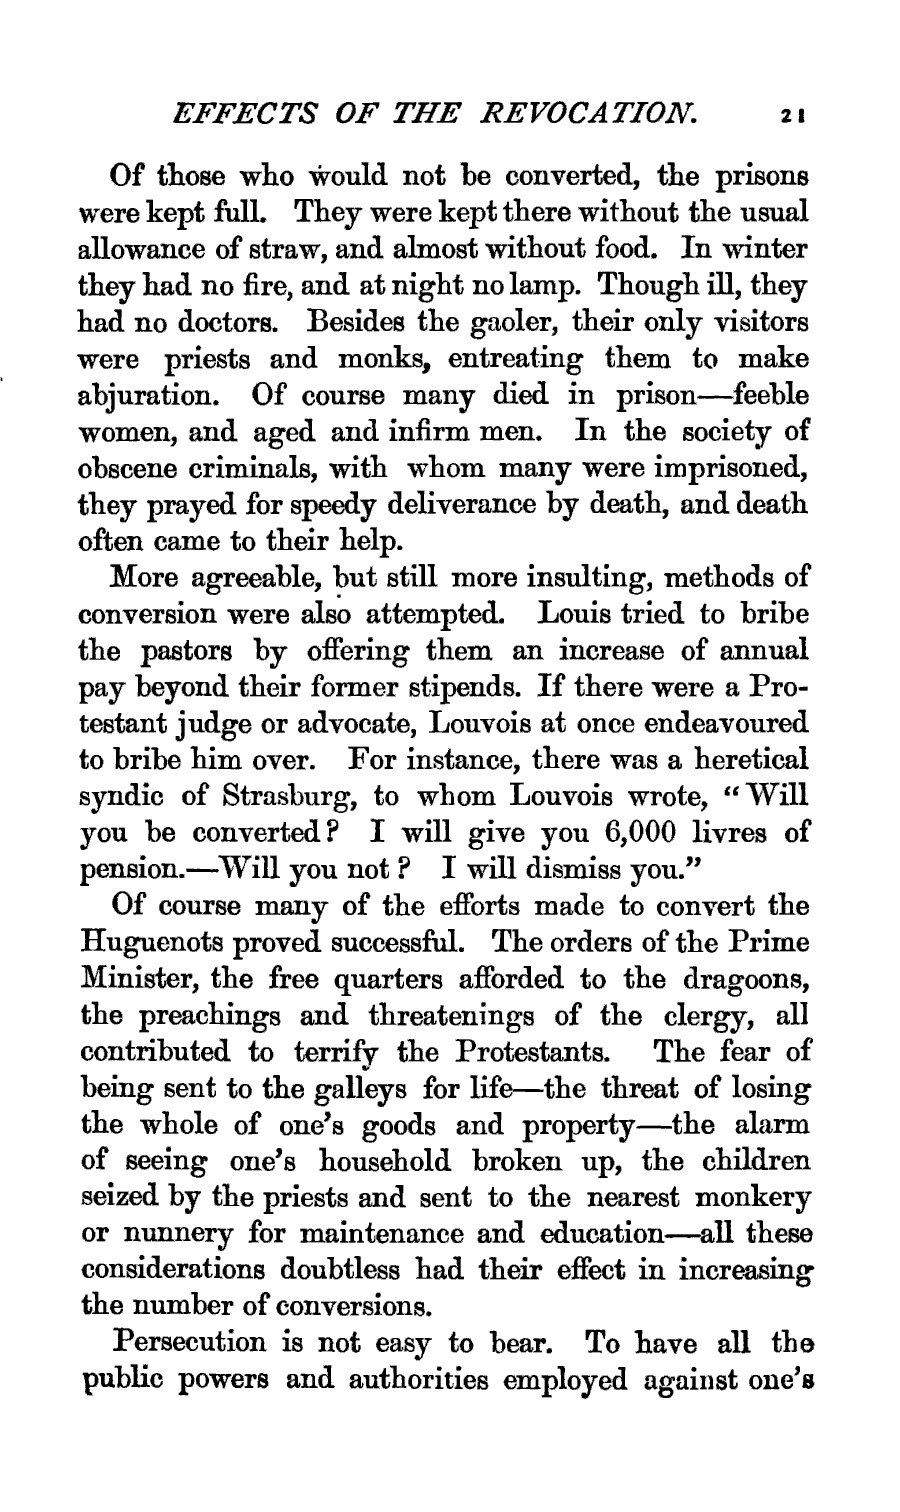 EFFECTS OF THE REVOCATION. 21
Of those who would not be converted, the prisons
were kept full. They were kept there without the usual
allowance of straw, and almost without food. In winter
they had no fire, and at night no lamp. Though ill, they
had no doctors. Besides the gaoler, their only visitors
were priests and monks, entreating them to make
abjuration. Of course many died in prison—feeble
women, and aged and infirm men. In the society of
obscene criminals, with whom many were imprisoned,
they prayed for speedy deliverance by death, and death
often came to their help.
More agreeable, but still more insulting, methods of
conversion were also attempted. Louis tried to bribe
the pastors by offering them an increase of annual
pay beyond their former stipends. If there were a Pro-
testant judge or advocate, Louvois at once endeavoured
to bribe him over. For instance, there was a heretical
syndic of Strasburg, to whom Louvois wrote, “Will
you be converted? I will give you 6,000 livres of
pension.—Will you not? I will dismiss you.”
Of course many of the efforts made to convert the
Huguenots proved successful. The orders of the Prime
Minister, the free quarters afforded to the dragoons,
the preachings and threatenings of the clergy, all
contributed to terrify the Protestants. The fear of
being sent to the galleys for life—the threat of losing
the whole of one’s goods and property—the alarm
of seeing one’s household broken up, the children
seized by the priests and sent to the nearest monkery
or nunnery for maintenance and education—all these
considerations doubtless had their effect in increasing
the number of conversions.
Persecution is not easy to bear. To have all the
public powers and authorities employed against one’s